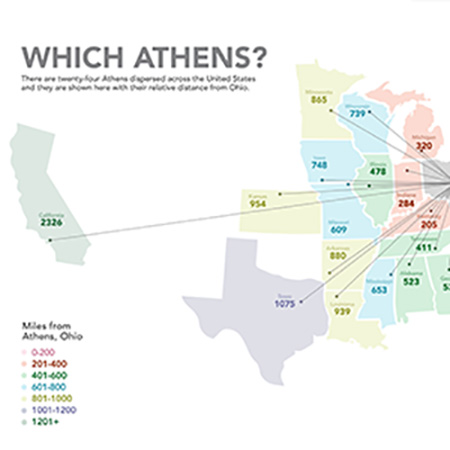 WHICH ATHENS?
There are twenty-four Athens dispersed across the United States
and they are shown here with their relative distance from Ohio.
Minnesota
865
Wisconsin
739
Michigan
320
Iowa
748
Illinois
478
Kansas
954
Indiana
284
Kentucky
205
California
2326
Missouri
609
Tennessee
411
Arkansas
880
Alabama
523
Mississippi
653
Texas
1075
Louisiana
939
Miles from
Athens, Ohio
0-200
201-400
401-600
601-800
801-1000
1001-1200
1201+